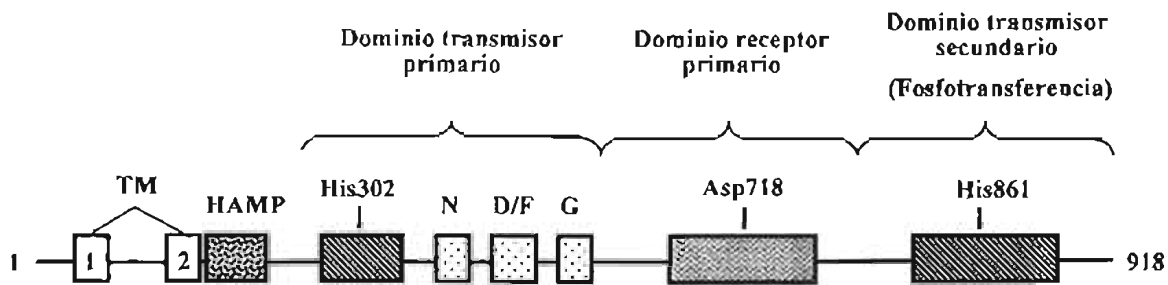 Dominio transmisor
primario
Dominio receptor
primario
Dominio transmisor
secundario
(Fosfotransferencia)
TM
HAMP
His302
N
D/F
G
Asp718
His861
1
1
2
918